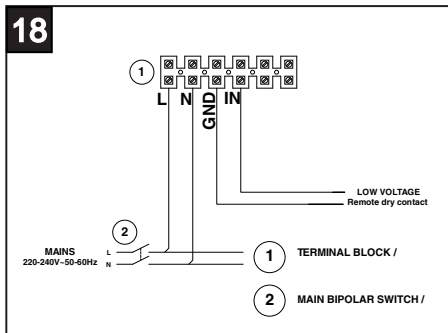 18
1
L N GND IN
LOW VOLTAGE
Remote dry contact
2
MAINS
220-240V~50-60Hz
L
N
1 TERMINAL BLOCK /
2 MAIN BIPOLAR SWITCH /